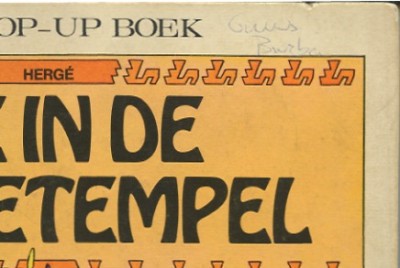 OP-UP BOEK
HERGÉ
K IN DE
ETEMPEL